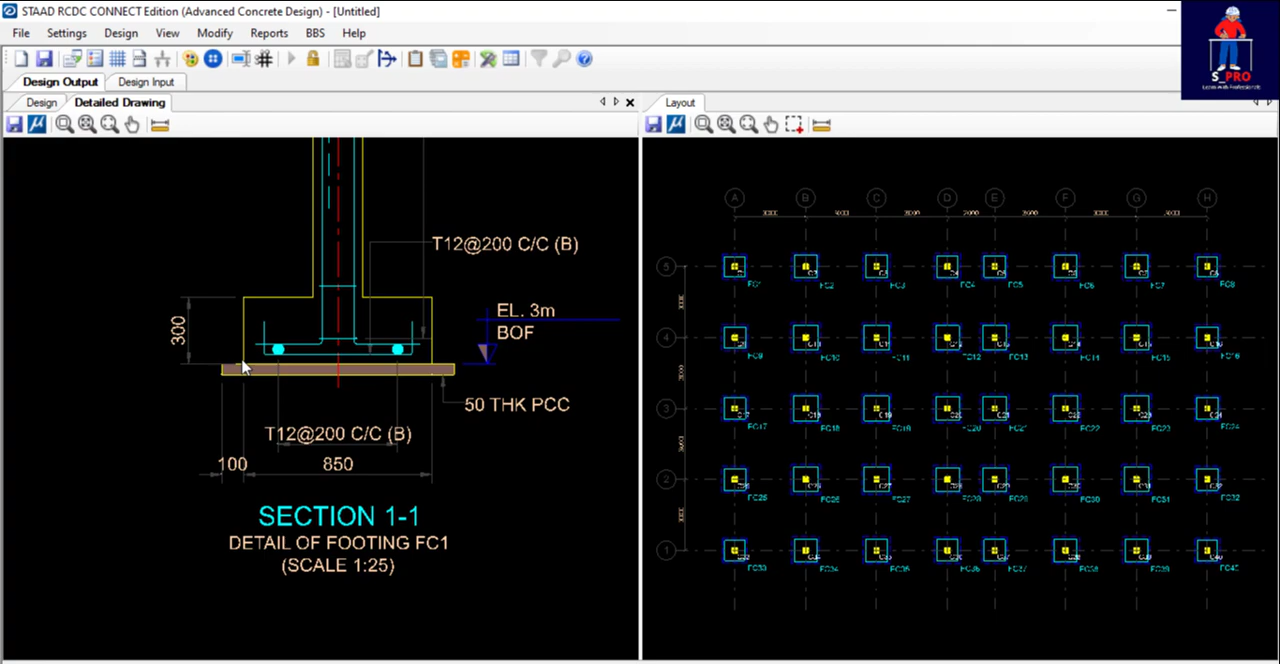 STAAD RCDC CONNECT Edition (Advanced Concrete Design) - [Untitled]
File Settings Design View Modify Reports BBS Help
S_PRO
Design Output Design Input
Design Detailed Drawing
Layout
T12@200 C/C (B)
EL. 3m
BOF
300
50 THK PCC
T12@200 C/C (B)
100 850
SECTION 1-1
DETAIL OF FOOTING FC1
(SCALE 1:25)
A B C D E F G H
5
FC1 FC2 FC3 FC4 FC5 FC6 FC7 FC8
4
FC9 FC10 FC11 FC12 FC13 FC14 FC15 FC16
3
FC17 FC18 FC19 FC20 FC21 FC22 FC23 FC24
2
FC25 FC26 FC27 FC28 FC29 FC30 FC31 FC32
1
FC33 FC34 FC35 FC36 FC37 FC38 FC39 FC40